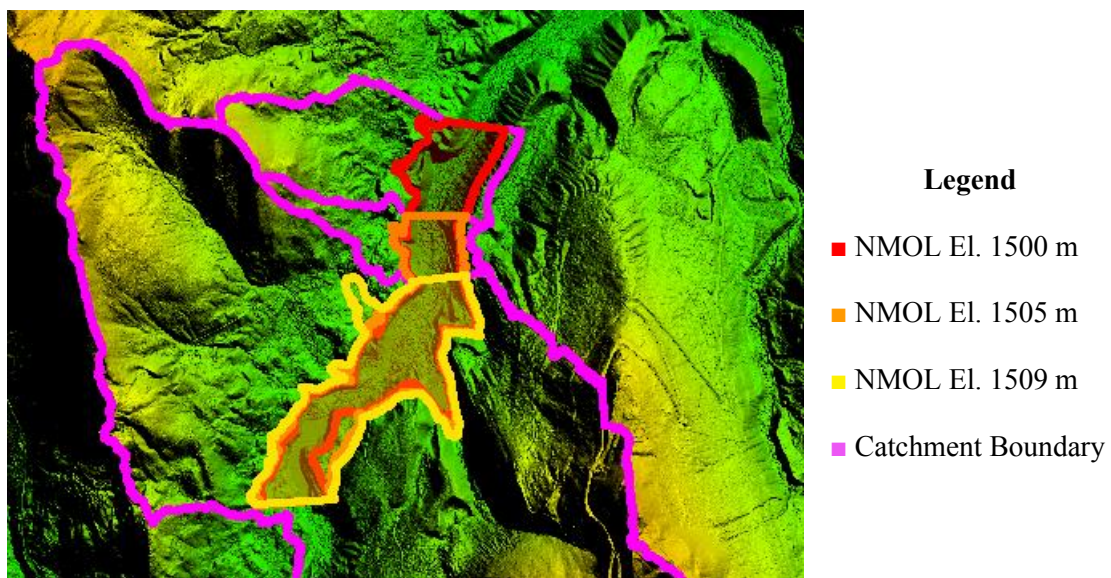 Legend
NMOL El. 1500 m
NMOL El. 1505 m
NMOL El. 1509 m
Catchment Boundary